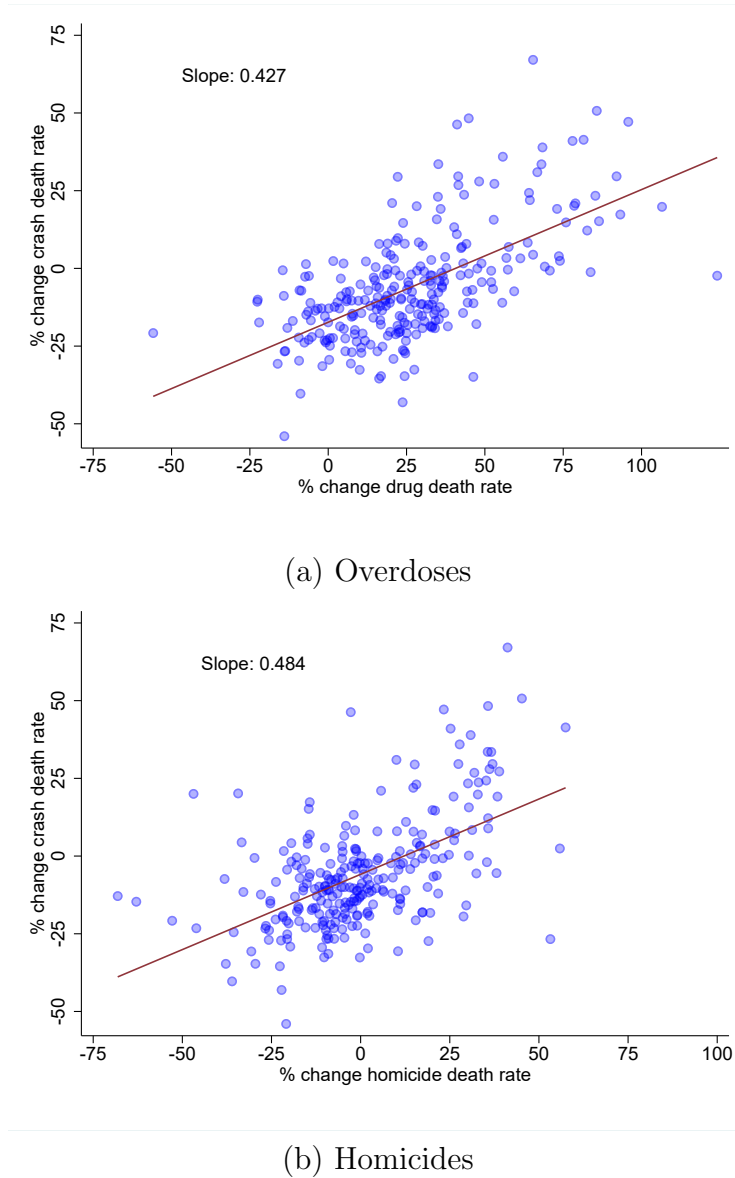 75
50
25
0
-25
-50
% change crash death rate
Slope: 0.427
-75 -50 -25 0 25 50 75 100
% change drug death rate
(a) Overdoses
75
50
25
0
-25
-50
% change crash death rate
Slope: 0.484
-75 -50 -25 0 25 50 75 100
% change homicide death rate
(b) Homicides